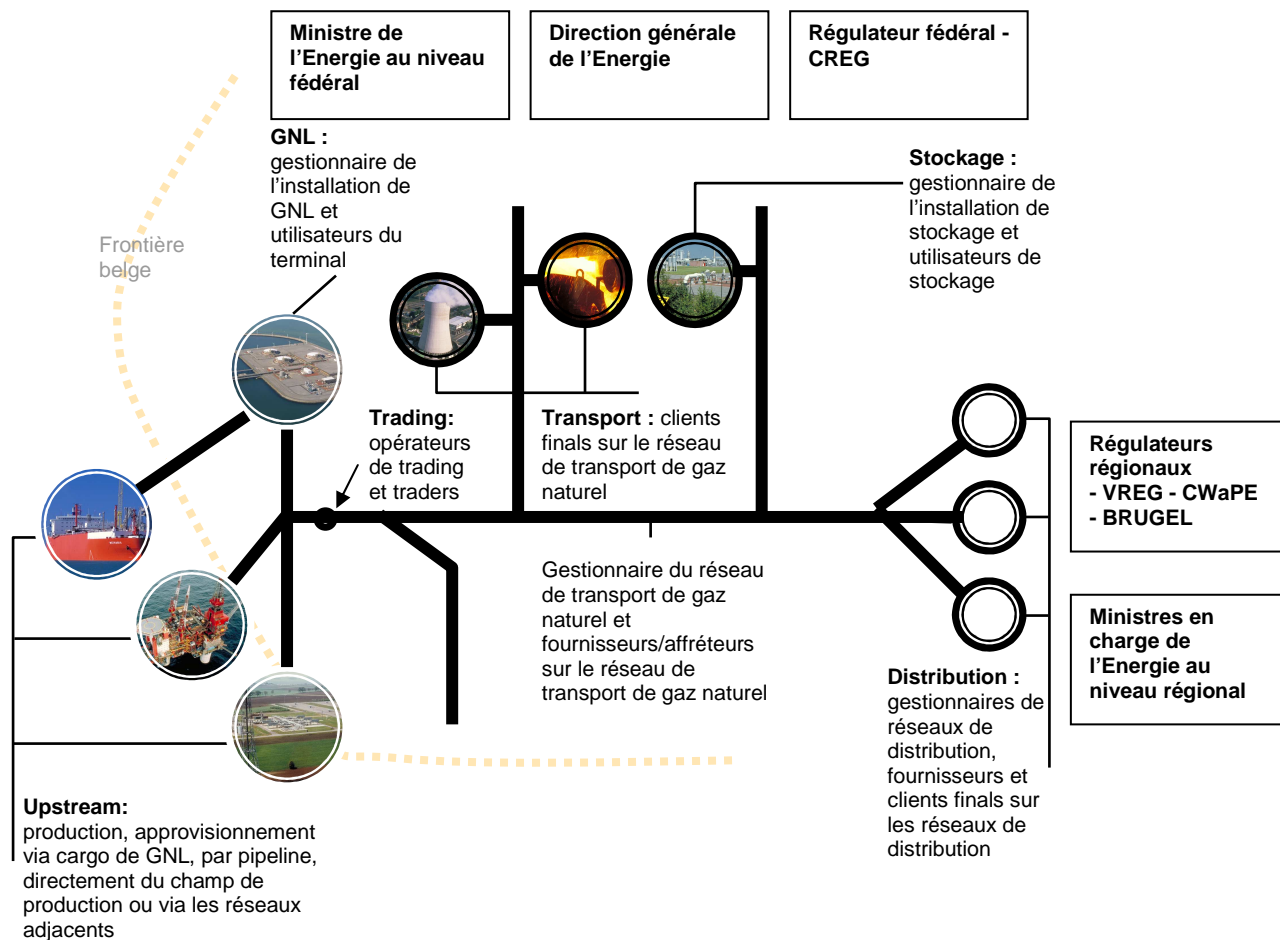 Ministre de
l'Energie au niveau
fédéral
Direction générale
de l'Energie
Régulateur fédéral -
CREG
GNL :
gestionnaire de
l'installation de
GNL et
utilisateurs du
terminal
Stockage :
gestionnaire de
l'installation de
stockage et
utilisateurs de
stockage
Frontière
belge
Trading:
opérateurs
de trading
et traders
Transport : clients
finals sur le réseau
de transport de gaz
naturel
Régulateurs
régionaux
- VREG - CWaPE
- BRUGEL
Gestionnaire du réseau
de transport de gaz
naturel et
fournisseurs/affréteurs
sur le réseau de
transport de gaz naturel
Ministres en
charge de
l'Energie au
niveau régional
Distribution :
gestionnaires de
réseaux de
distribution,
fournisseurs et
clients finals sur
les réseaux de
distribution
Upstream:
production, approvisionnement
via cargo de GNL, par pipeline,
directement du champ de
production ou via les réseaux
adjacents